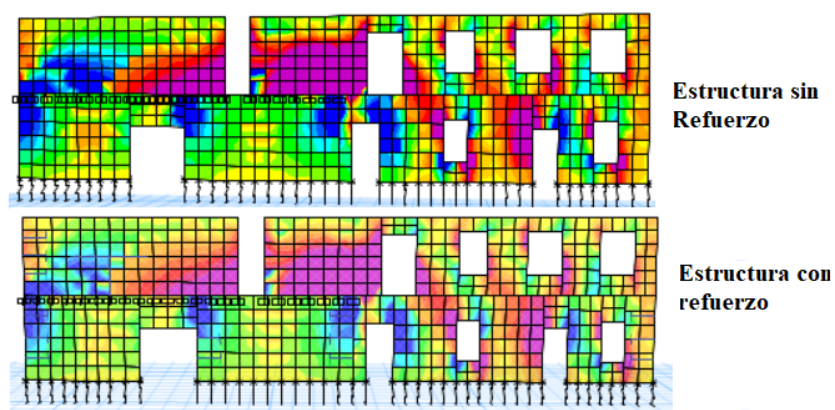 Estructura sin
Refuerzo
Estructura con
refuerzo